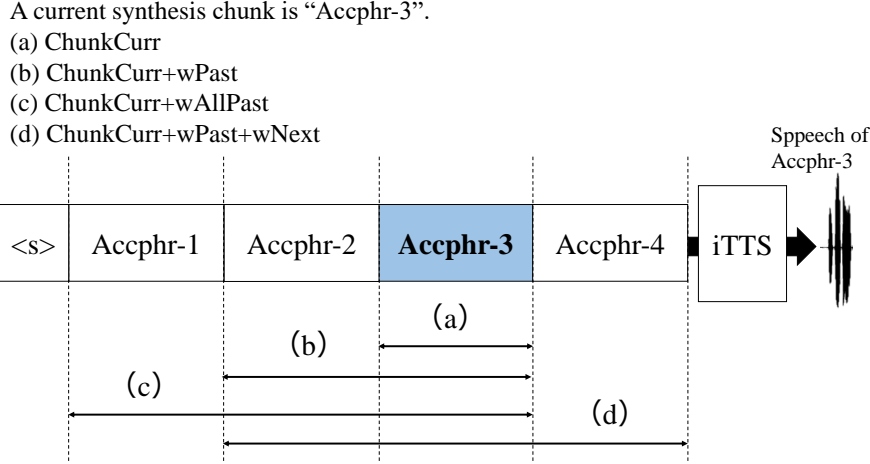 A current synthesis chunk is “Accphr-3”.
(a) ChunkCurr
(b) ChunkCurr+wPast
(c) ChunkCurr+wAllPast
(d) ChunkCurr+wPast+wNext
Sppeech of
Accphr-3
<s> Accphr-1 Accphr-2 Accphr-3 Accphr-4 iTTS
(a)
(b)
(c)
(d)